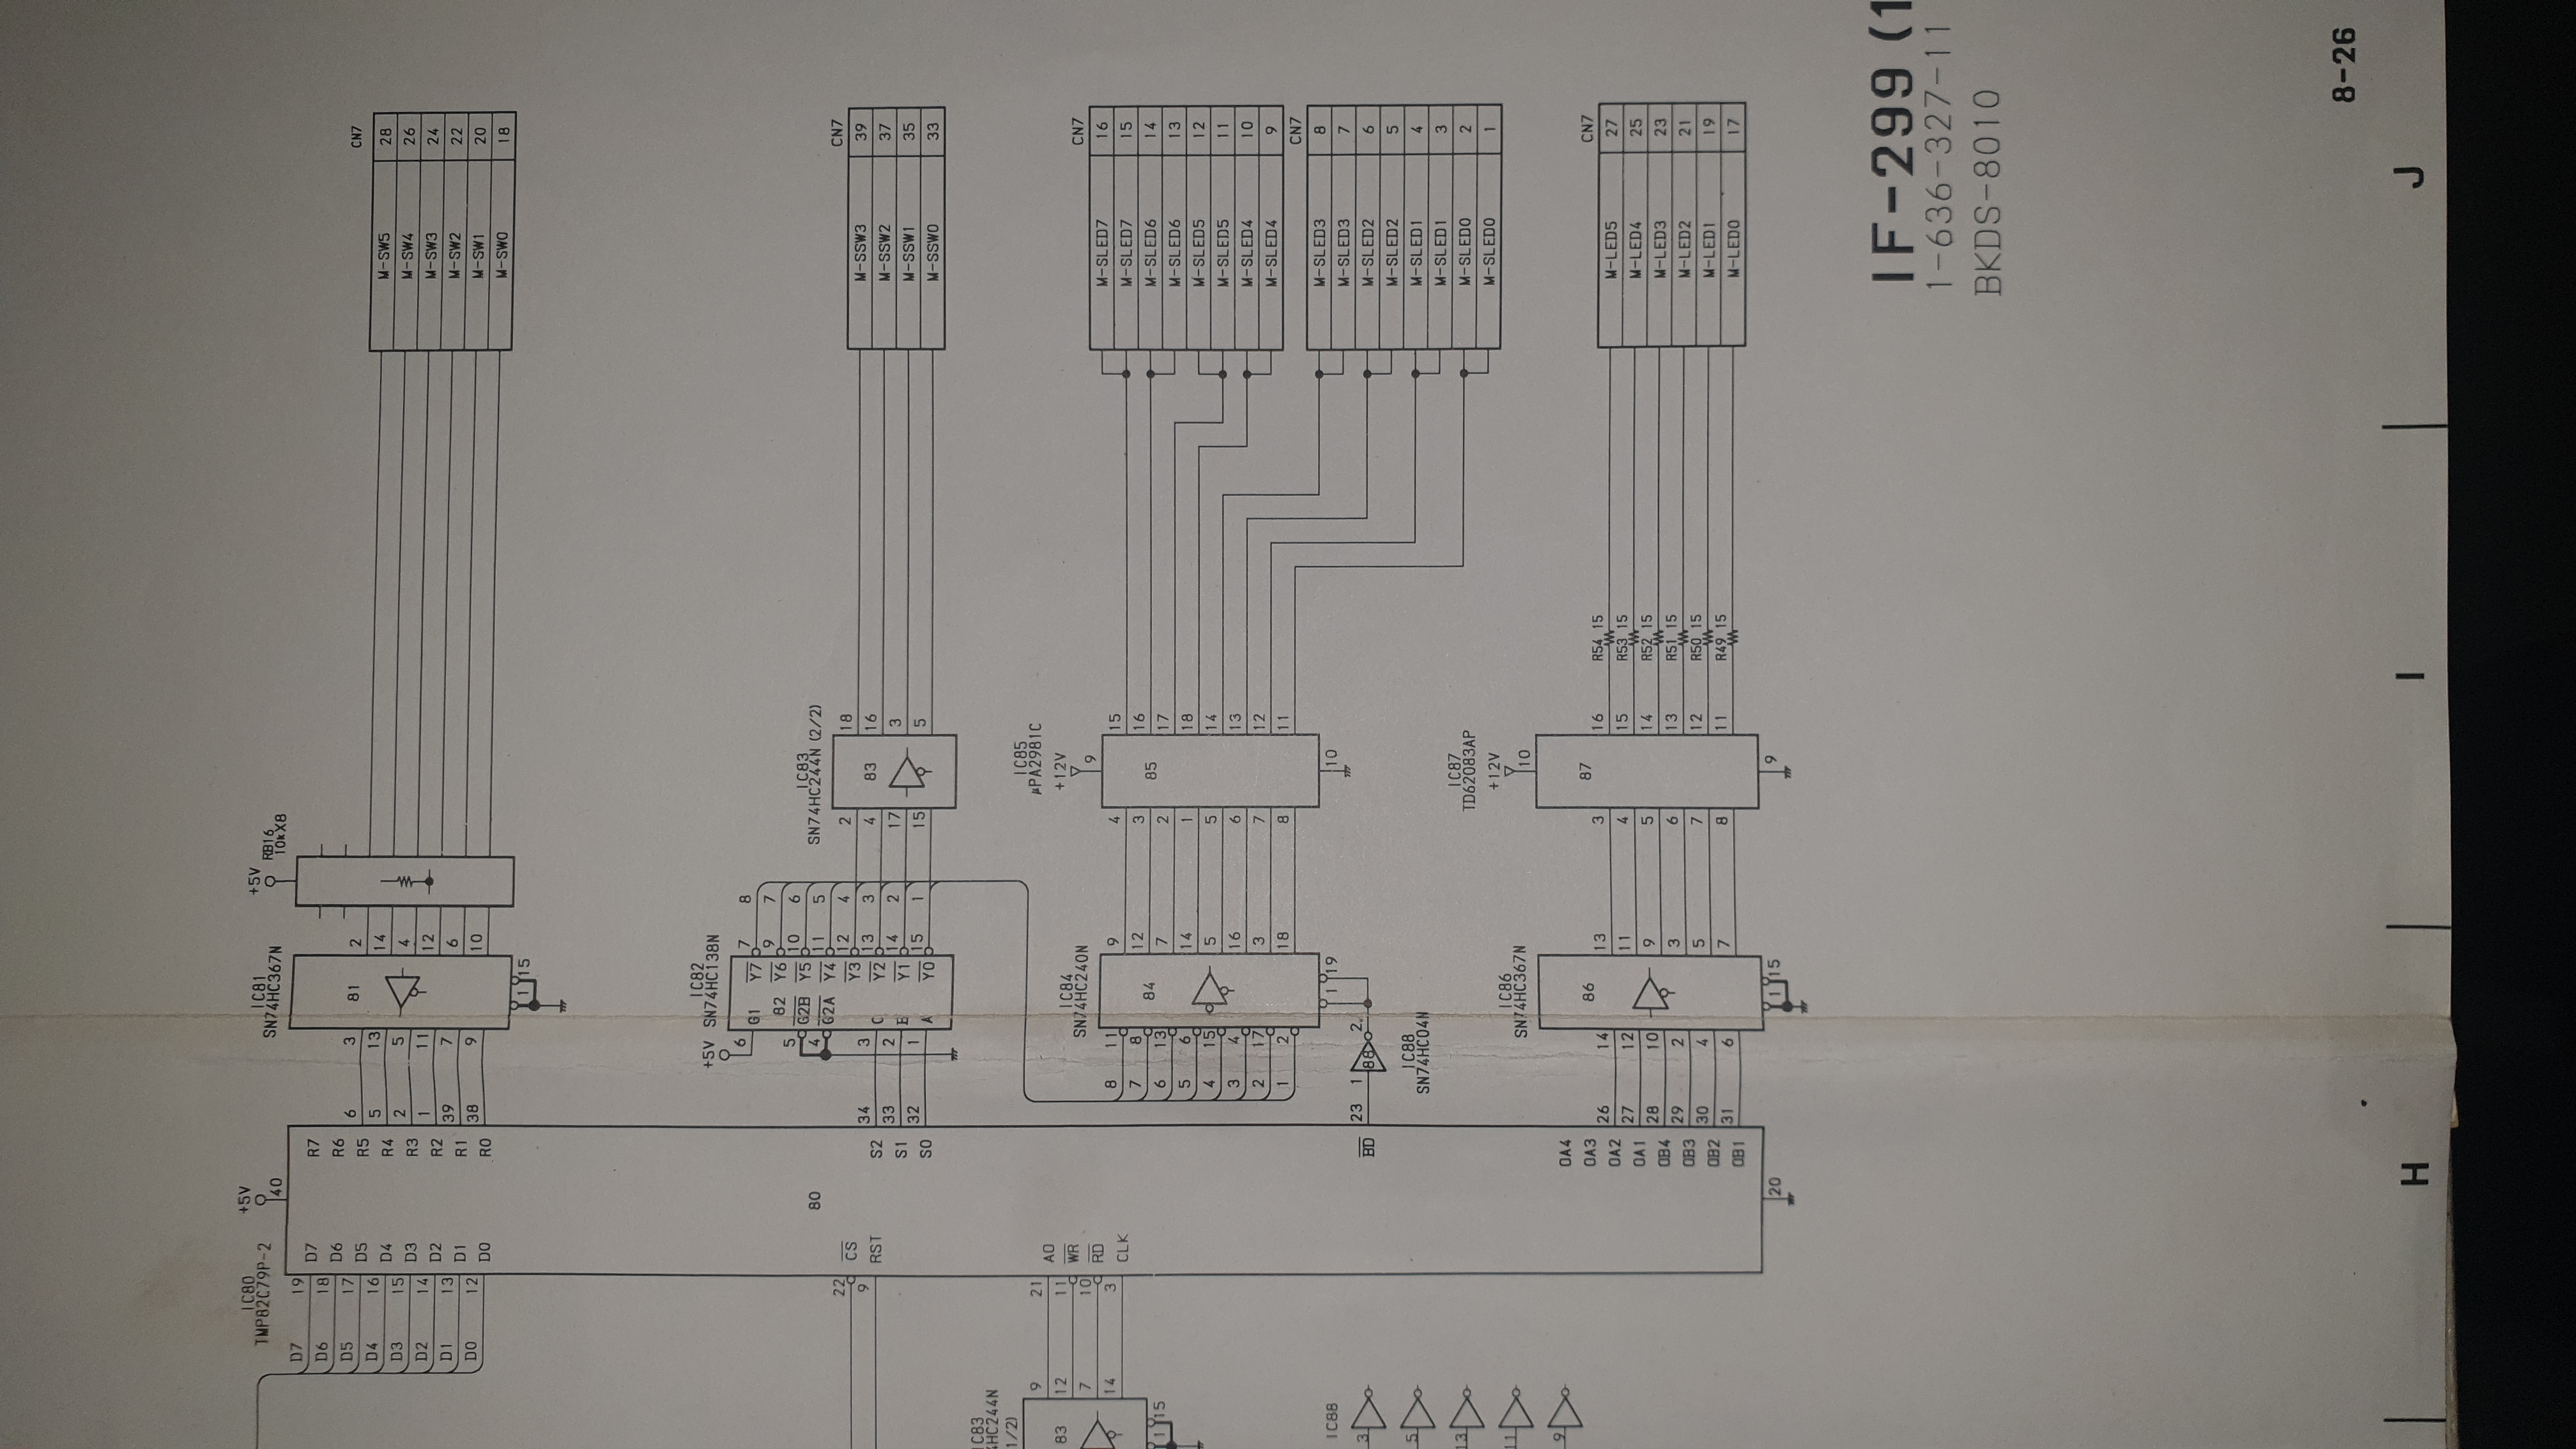 CN7
M-SW5 28
M-SW4 26
M-SW3 24
M-SW2 22
M-SW1 20
M-SW0 18
CN7
M-SSW3 39
M-SSW2 37
M-SSW1 35
M-SSW0 33
CN7
M-SLED7 16
M-SLED7 15
M-SLED6 14
M-SLED6 13
M-SLED5 12
M-SLED5 11
M-SLED4 10
M-SLED4 9
CN7
M-SLED3 8
M-SLED3 7
M-SLED2 6
M-SLED2 5
M-SLED1 4
M-SLED1 3
M-SLED0 2
M-SLED0 1
CN7
M-LED5 27
M-LED4 25
M-LED3 23
M-LED2 21
M-LED1 19
M-LED0 17
+5V
RB16
10kX8
IC81
SN74HC367N
81
2
14
4
12
6
10
3
13
5
11
7
9
1
15
IC83
SN74HC244N (2/2)
83
18
16
3
5
2
4
17
15
IC82
SN74HC138N
82
+5V
6 G1
5 G2B
4 G2A
3 C
2 B
1 A
Y7 7 8
Y6 9 7
Y5 10 6
Y4 11 5
Y3 12 4
Y2 13 3
Y1 14 2
Y0 15 1
IC85
μPA2981C
+12V
9
85
10
15
16
17
18
14
13
12
11
4
3
2
1
5
6
7
8
IC84
SN74HC240N
84
9
12
7
14
5
16
3
18
8 11
7 8
6 13
5 6
4 15
3 4
2 17
1 2
1
19
23 1 88 2
IC88
SN74HC04N
R54 15
R53 15
R52 15
R51 15
R50 15
R49 15
IC87
TD62083AP
+12V
10
87
9
16
15
14
13
12
11
3
4
5
6
7
8
IC86
SN74HC367N
86
13
11
9
3
5
7
14
12
10
2
4
6
1
15
IC80
TMP82C79P-2
+5V
40
80
20
D7 19 D7
D6 18 D6
D5 17 D5
D4 16 D4
D3 15 D3
D2 14 D2
D1 13 D1
D0 12 D0
R7
R6
R5 6
R4 5
R3 2
R2 1
R1 39
R0 38
S2 34
S1 33
S0 32
BD
22 CS
9 RST
21 A0
11 WR
10 RD
3 CLK
OA4
OA3
OA2 26
OA1 27
OB4 28
OB3 29
OB2 30
OB1 31
IC83
HC244N
1/2)
83
9
12
7
14
1
15
IC88
3
5
13
11
9
IF-299 (1
1-636-327-11
BKDS-8010
8-26
H
I
J